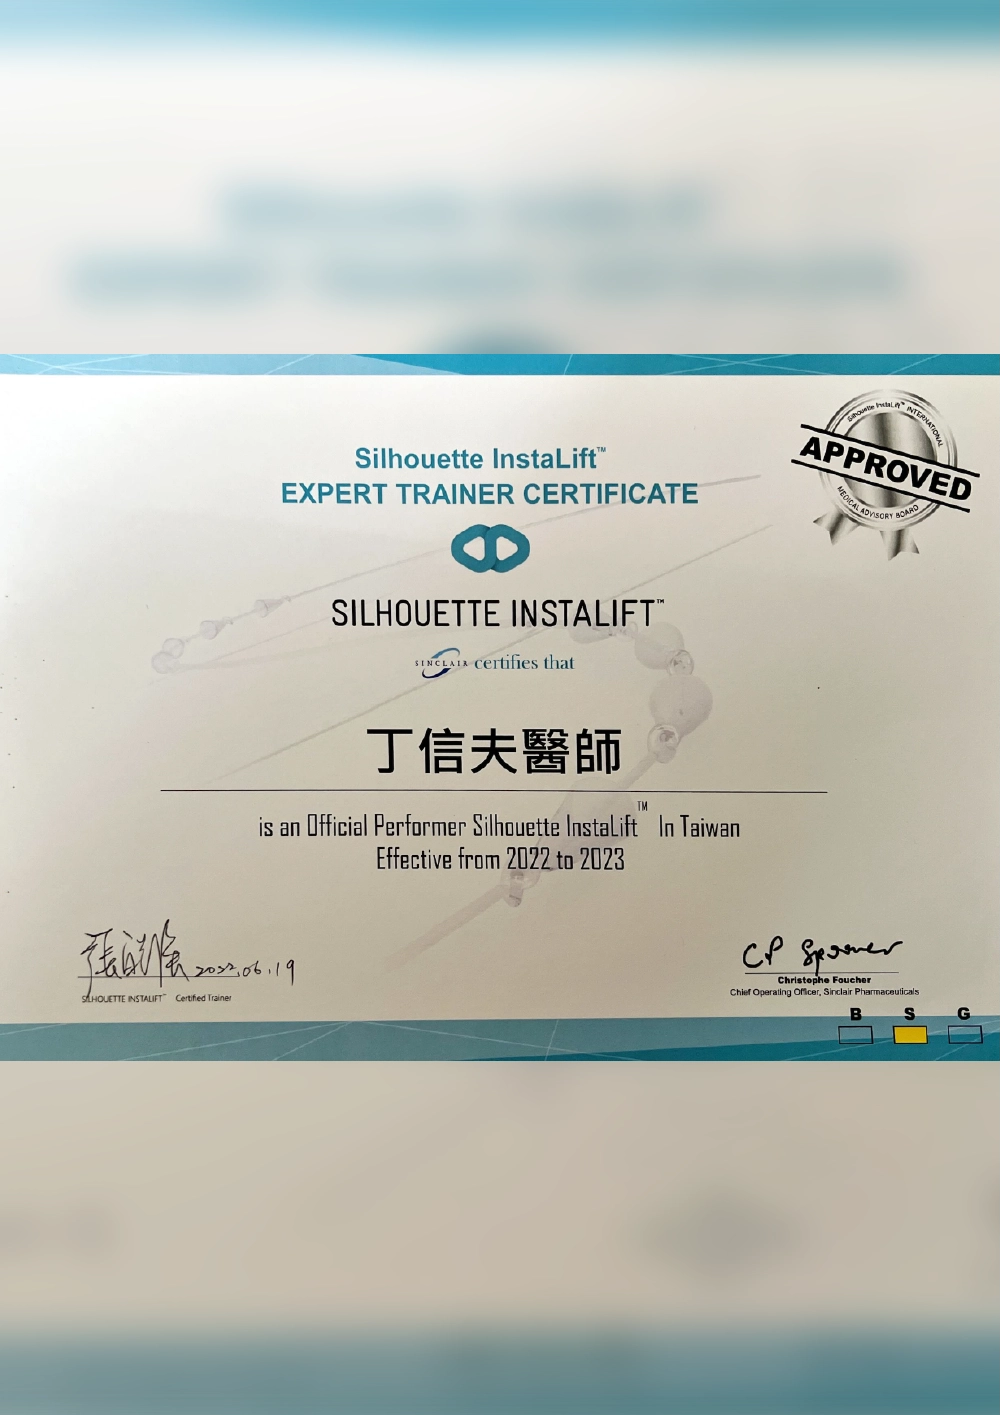 Silhouette InstaLift™ INTERNATIONAL
APPROVED
MEDICAL ADVISORY BOARD
Silhouette InstaLift™
EXPERT TRAINER CERTIFICATE
SILHOUETTE INSTALIFT™
SINCLAIR certifies that
丁信夫醫師
is an Official Performer Silhouette InstaLift™ In Taiwan
Effective from 2022 to 2023
2022.06.19
SILHOUETTE INSTALIFT™ Certified Trainer
CP
Christophe Foucher
Chief Operating Officer, Sinclair Pharmaceuticals
B S G